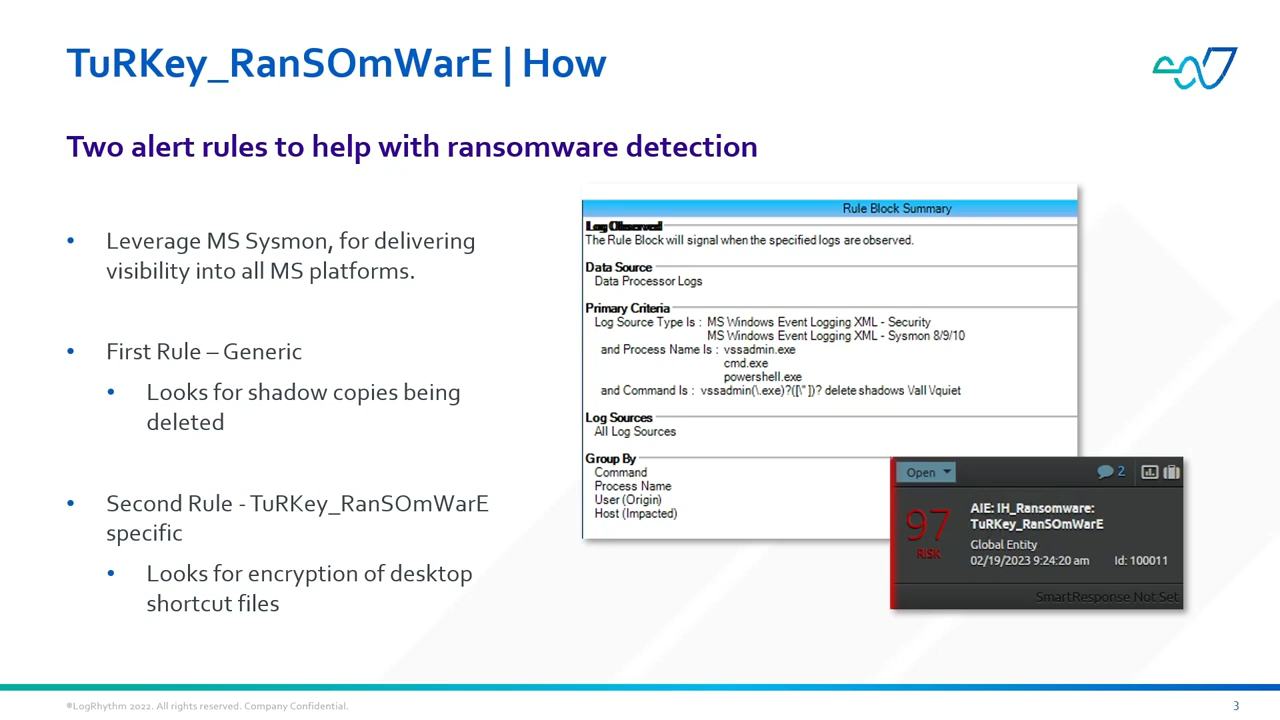 TuRKey_RanSOmWarE | How
Two alert rules to help with ransomware detection
• Leverage MS Sysmon, for delivering
visibility into all MS platforms.
• First Rule – Generic
• Looks for shadow copies being
deleted
• Second Rule - TuRKey_RanSOmWarE
specific
• Looks for encryption of desktop
shortcut files
Rule Block Summary
Log Observed
The Rule Block will signal when the specified logs are observed.
Data Source
Data Processor Logs
Primary Criteria
Log Source Type Is : MS Windows Event Logging XML - Security
MS Windows Event Logging XML - Sysmon 8/9/10
and Process Name Is : vssadmin.exe
cmd.exe
powershell.exe
and Command Is : vssadmin(\.exe)?([\" ])? delete shadows \/all \/quiet
Log Sources
All Log Sources
Group By
Command
Process Name
User (Origin)
Host (Impacted)
Open 2
97
RISK
AIE: IH_Ransomware:
TuRKey_RanSOmWarE
Global Entity
02/19/2023 9:24:20 am Id: 100011
SmartResponse Not Set
©LogRhythm 2022. All rights reserved. Company Confidential.
3